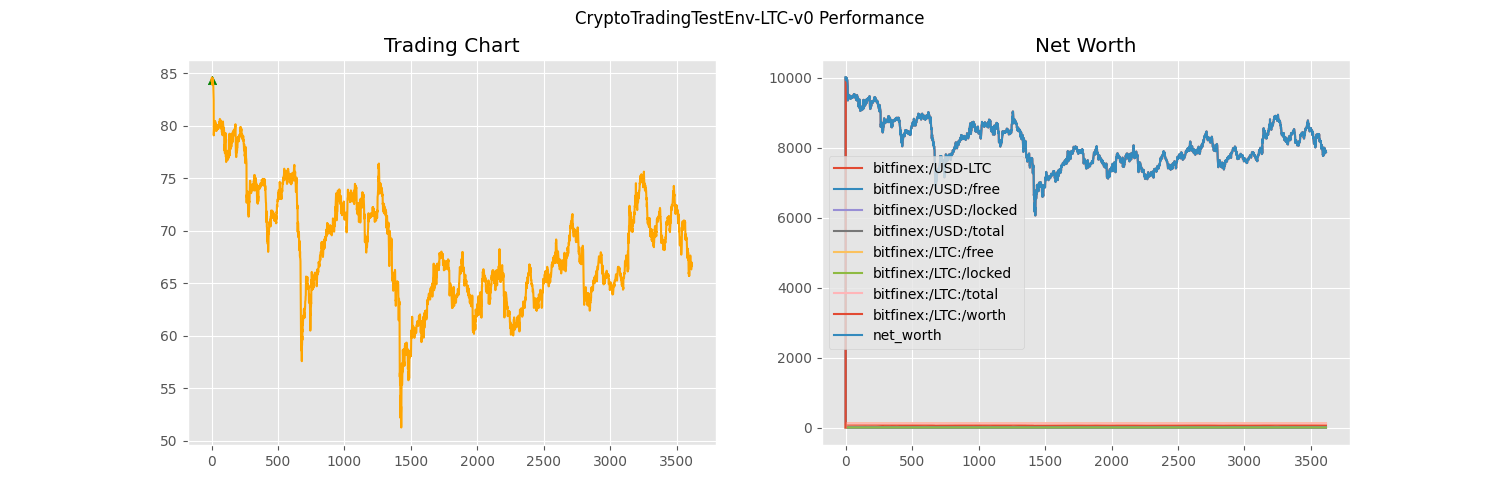 CryptoTradingTestEnv-LTC-v0 Performance
Trading Chart
85
80
75
70
65
60
55
50
0 500 1000 1500 2000 2500 3000 3500
Net Worth
10000
8000
6000
4000
2000
0
bitfinex:/USD-LTC
bitfinex:/USD:/free
bitfinex:/USD:/locked
bitfinex:/USD:/total
bitfinex:/LTC:/free
bitfinex:/LTC:/locked
bitfinex:/LTC:/total
bitfinex:/LTC:/worth
net_worth
0 500 1000 1500 2000 2500 3000 3500